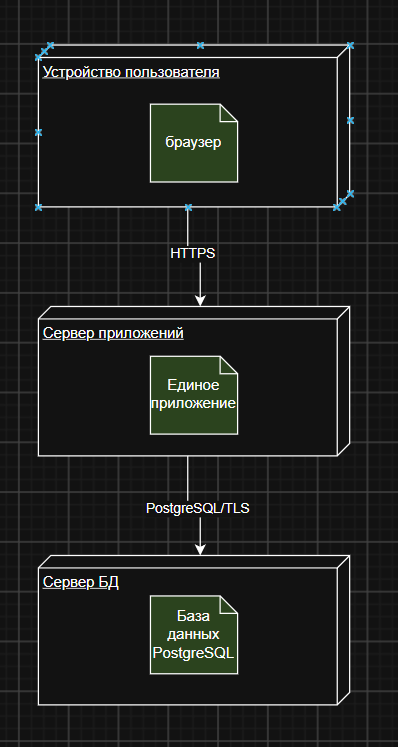 Устройство пользователя
браузер
HTTPS
Сервер приложений
Единое
приложение
PostgreSQL/TLS
Сервер БД
База
данных
PostgreSQL